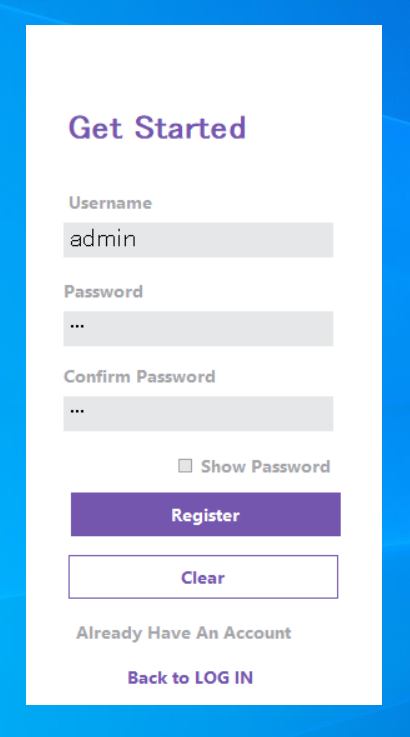 Get Started
Username
admin
Password
•••
Confirm Password
•••
Show Password
Register
Clear
Already Have An Account
Back to LOG IN